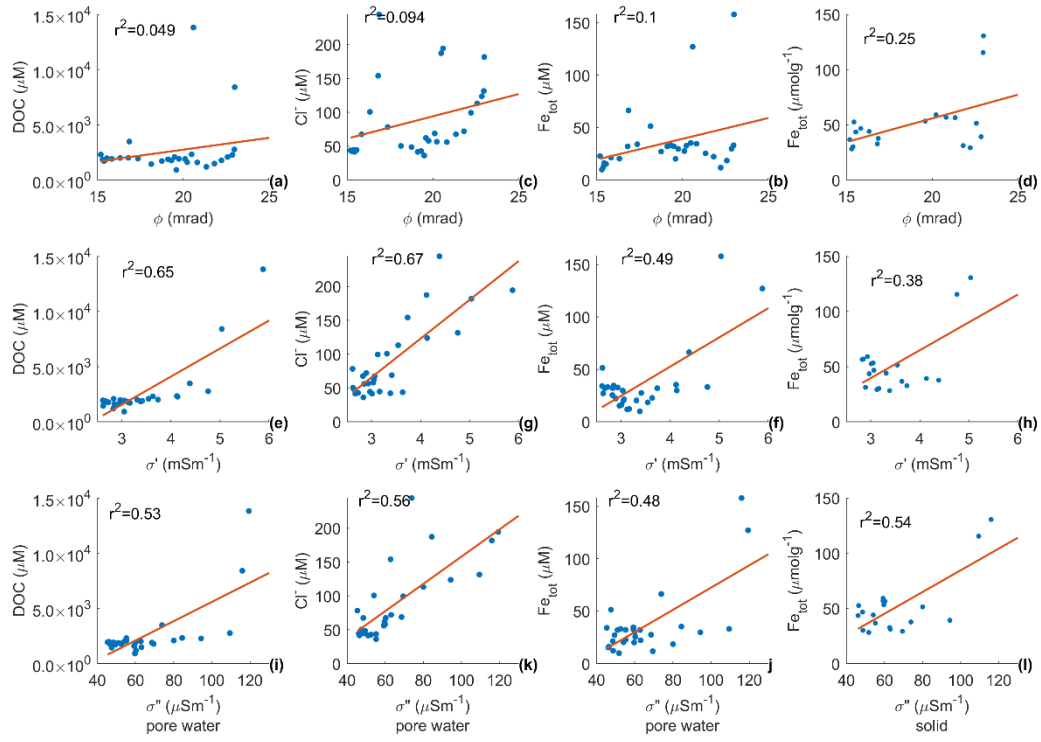 r²=0.049
DOC (μM)
1.5×10⁴
1.0×10⁴
5.0×10³
0.0×10⁰
15 20 25
ϕ (mrad)
(a)
r²=0.094
Cl⁻ (μM)
200
150
100
50
0
15 20 25
ϕ (mrad)
(c)
r²=0.1
Fe_tot (μM)
150
100
50
0
15 20 25
ϕ (mrad)
(b)
r²=0.25
Fe_tot (μmolg⁻¹)
150
100
50
0
15 20 25
ϕ (mrad)
(d)
r²=0.65
DOC (μM)
1.5×10⁴
1.0×10⁴
5.0×10³
0.0×10⁰
3 4 5 6
σ' (mSm⁻¹)
(e)
r²=0.67
Cl⁻ (μM)
200
150
100
50
0
3 4 5 6
σ' (mSm⁻¹)
(g)
r²=0.49
Fe_tot (μM)
150
100
50
0
3 4 5 6
σ' (mSm⁻¹)
(f)
r²=0.38
Fe_tot (μmolg⁻¹)
150
100
50
0
3 4 5 6
σ' (mSm⁻¹)
(h)
r²=0.53
DOC (μM)
1.5×10⁴
1.0×10⁴
5.0×10³
0.0×10⁰
40 60 80 100 120
σ" (μSm⁻¹)
pore water
(i)
r²=0.56
Cl⁻ (μM)
200
150
100
50
0
40 60 80 100 120
σ" (μSm⁻¹)
pore water
(k)
r²=0.48
Fe_tot (μM)
150
100
50
0
40 60 80 100 120
σ" (μSm⁻¹)
pore water
j
r²=0.54
Fe_tot (μmolg⁻¹)
150
100
50
0
40 60 80 100 120
σ" (μSm⁻¹)
solid
(l)